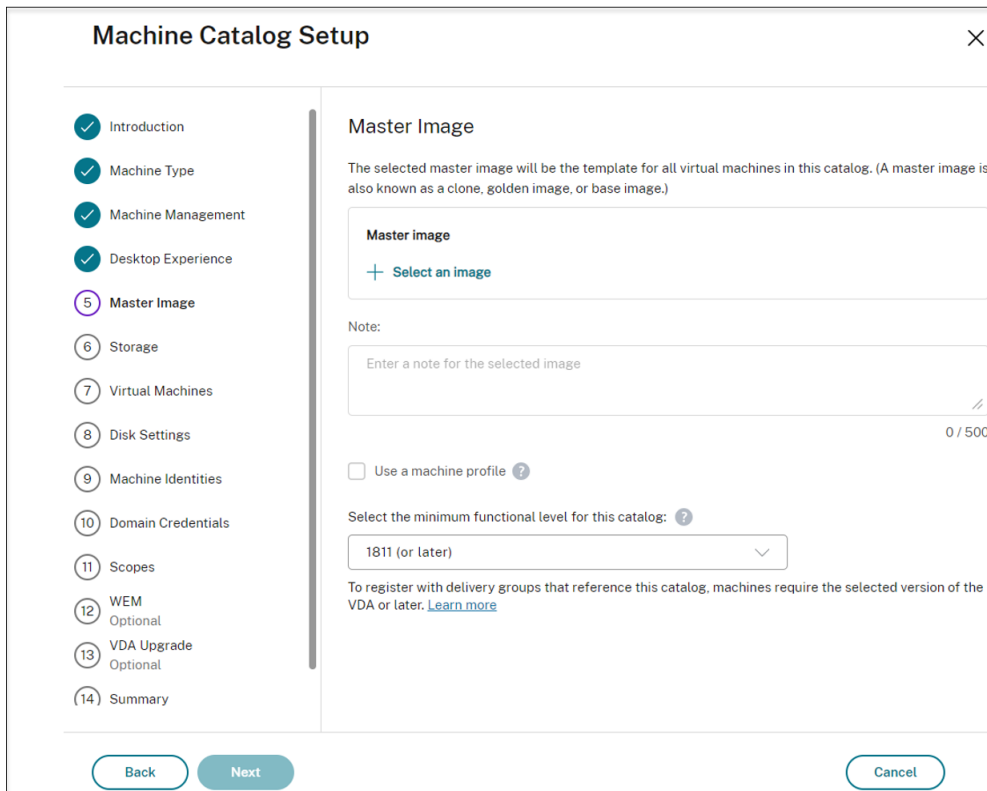 Machine Catalog Setup
Introduction
Machine Type
Machine Management
Desktop Experience
5 Master Image
6 Storage
7 Virtual Machines
8 Disk Settings
9 Machine Identities
10 Domain Credentials
11 Scopes
12 WEM
Optional
13 VDA Upgrade
Optional
14 Summary
Master Image
The selected master image will be the template for all virtual machines in this catalog. (A master image is
also known as a clone, golden image, or base image.)
Master image
+ Select an image
Note:
Enter a note for the selected image
0 / 500
Use a machine profile ?
Select the minimum functional level for this catalog: ?
1811 (or later)
To register with delivery groups that reference this catalog, machines require the selected version of the
VDA or later. Learn more
Back
Next
Cancel